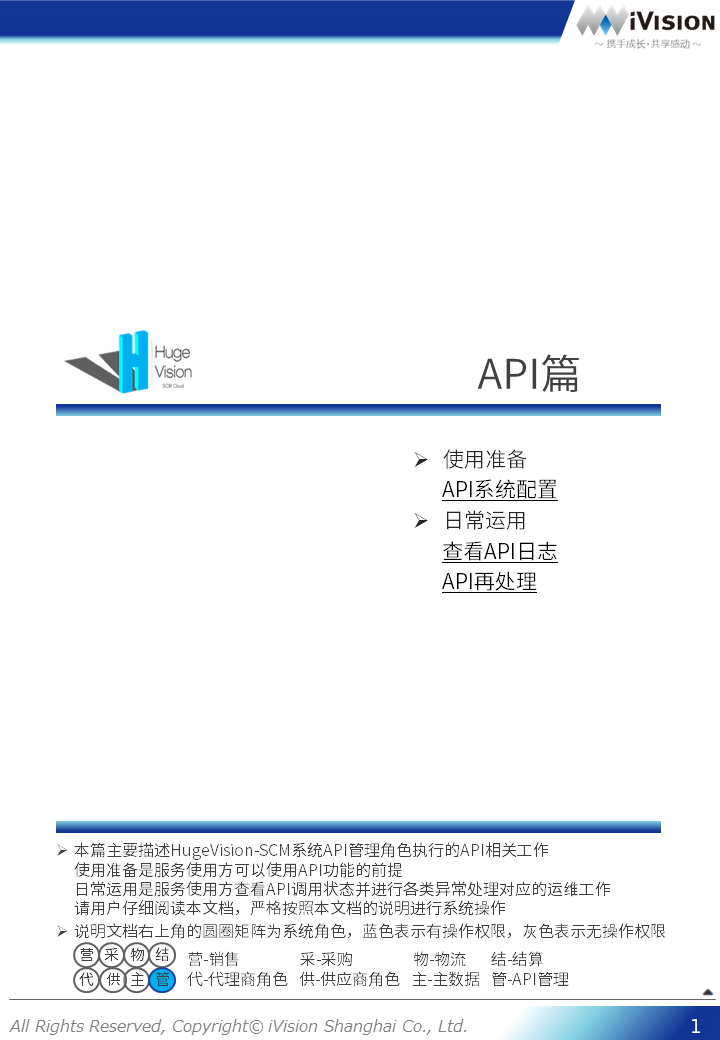 iVISION
～ 携手成长·共享感动 ～
Huge
Vision
SCM Cloud
API篇
使用准备
API系统配置
日常运用
查看API日志
API再处理
本篇主要描述HugeVision-SCM系统API管理角色执行的API相关工作
使用准备是服务使用方可以使用API功能的前提
日常运用是服务使用方查看API调用状态并进行各类异常处理对应的运维工作
请用户仔细阅读本文档，严格按照本文档的说明进行系统操作
说明文档右上角的圆圈矩阵为系统角色，蓝色表示有操作权限，灰色表示无操作权限
营 采 物 结 营-销售 采-采购 物-物流 结-结算
代 供 主 管 代-代理商角色 供-供应商角色 主-主数据 管-API管理
All Rights Reserved, Copyright© iVision Shanghai Co., Ltd.
1